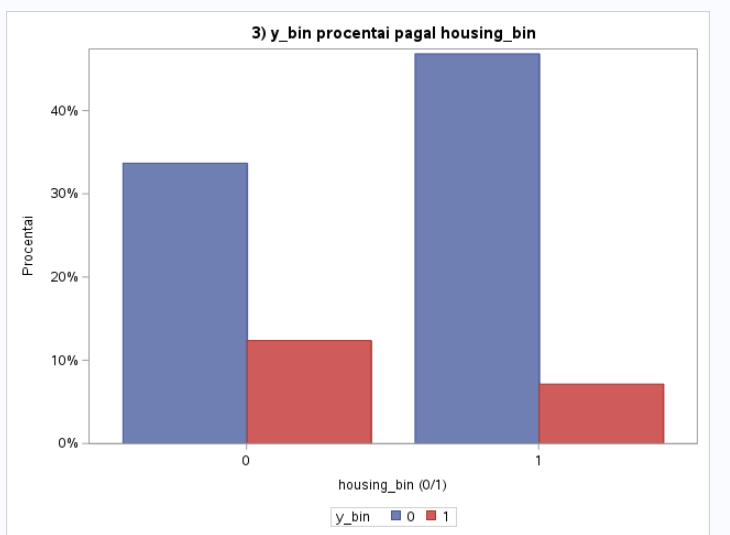 3) y_bin procentai pagal housing_bin
40%
30%
20%
10%
0%
Procentai
0 1
housing_bin (0/1)
y_bin 0 1